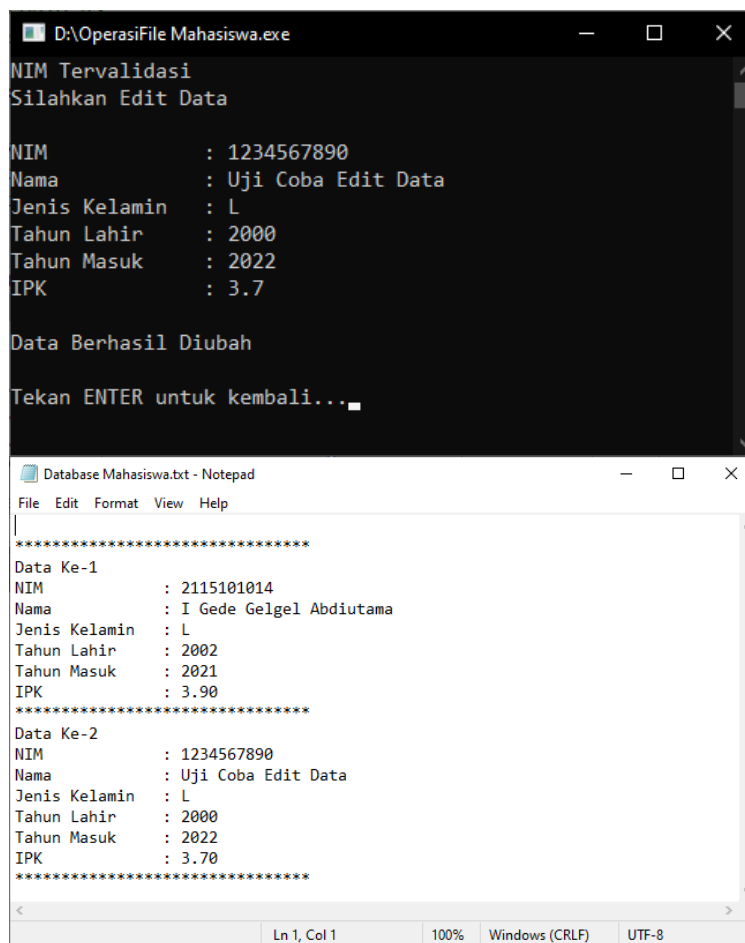 D:\OperasiFile Mahasiswa.exe
NIM Tervalidasi
Silahkan Edit Data
NIM : 1234567890
Nama : Uji Coba Edit Data
Jenis Kelamin : L
Tahun Lahir : 2000
Tahun Masuk : 2022
IPK : 3.7
Data Berhasil Diubah
Tekan ENTER untuk kembali...
Database Mahasiswa.txt - Notepad
File Edit Format View Help
********************************
Data Ke-1
NIM : 2115101014
Nama : I Gede Gelgel Abdiutama
Jenis Kelamin : L
Tahun Lahir : 2002
Tahun Masuk : 2021
IPK : 3.90
********************************
Data Ke-2
NIM : 1234567890
Nama : Uji Coba Edit Data
Jenis Kelamin : L
Tahun Lahir : 2000
Tahun Masuk : 2022
IPK : 3.70
********************************
Ln 1, Col 1 100% Windows (CRLF) UTF-8